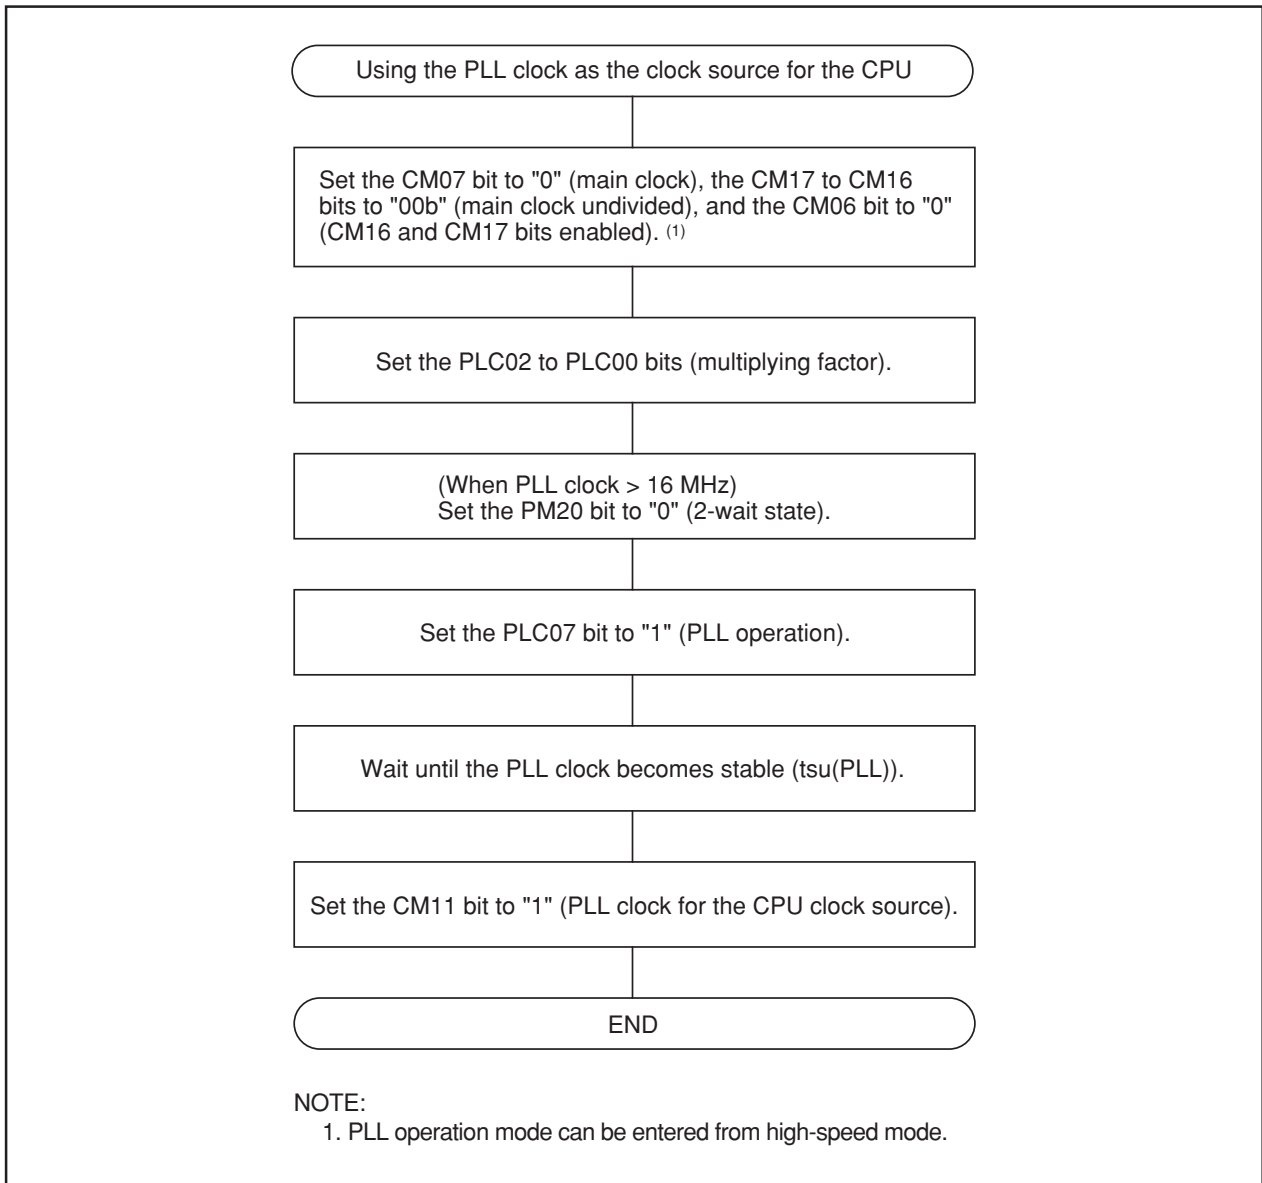 Using the PLL clock as the clock source for the CPU
Set the CM07 bit to "0" (main clock), the CM17 to CM16
bits to "00b" (main clock undivided), and the CM06 bit to "0"
(CM16 and CM17 bits enabled). (1)
Set the PLC02 to PLC00 bits (multiplying factor).
(When PLL clock > 16 MHz)
Set the PM20 bit to "0" (2-wait state).
Set the PLC07 bit to "1" (PLL operation).
Wait until the PLL clock becomes stable (tsu(PLL)).
Set the CM11 bit to "1" (PLL clock for the CPU clock source).
END
NOTE:
1. PLL operation mode can be entered from high-speed mode.